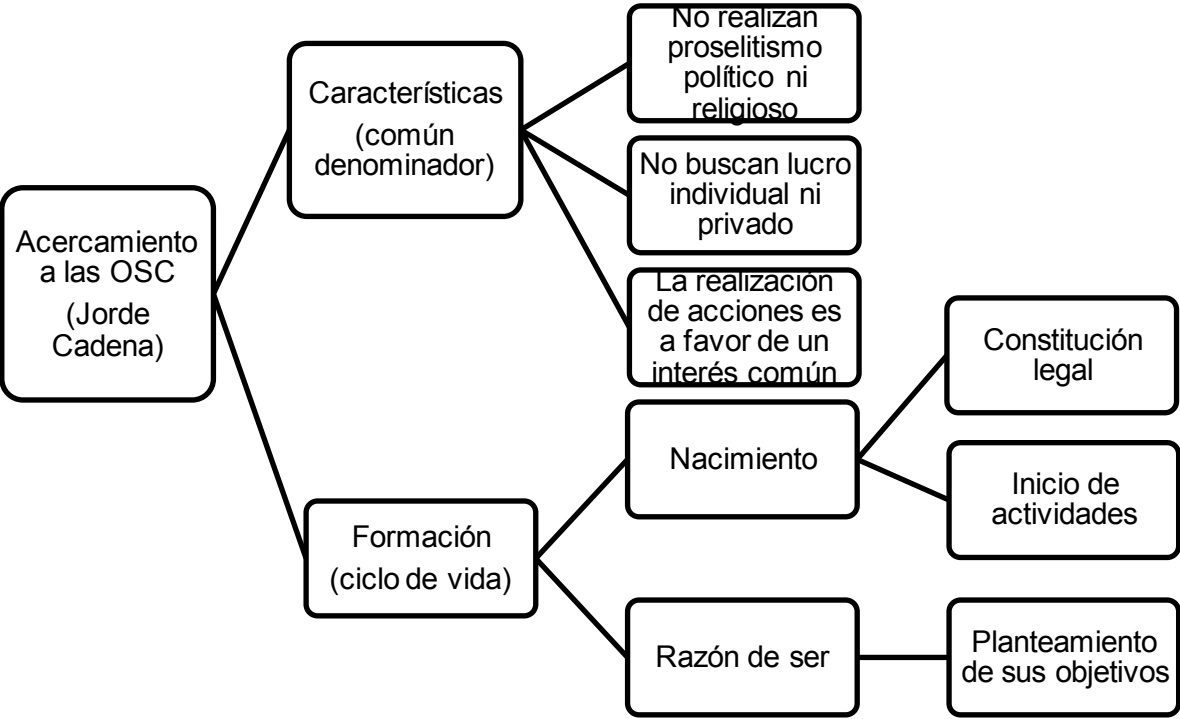 Acercamiento
a las OSC
(Jorde
Cadena)
Características
(común
denominador)
No realizan
proselitismo
político ni
religioso
No buscan lucro
individual ni
privado
La realización
de acciones es
a favor de un
interés común
Formación
(ciclo de vida)
Nacimiento
Constitución
legal
Inicio de
actividades
Razón de ser
Planteamiento
de sus objetivos